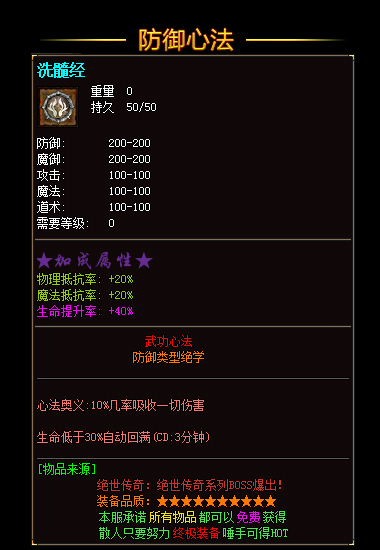 防御心法
洗髓经
重量 0
持久 50/50
防御: 200-200
魔御: 200-200
攻击: 100-100
魔法: 100-100
道术: 100-100
需要等级: 0
★加成属性★
物理抵抗率: +20%
魔法抵抗率: +20%
生命提升率: +40%
武功心法
防御类型绝学
心法奥义:10%几率吸收一切伤害
生命低于30%自动回满(CD:3分钟)
[物品来源]
绝世传奇: 绝世传奇系列BOSS爆出!
装备品质: ★★★★★★★★★★
本服承诺 所有物品 都可以 免费 获得
散人只要努力 终极装备 唾手可得HOT